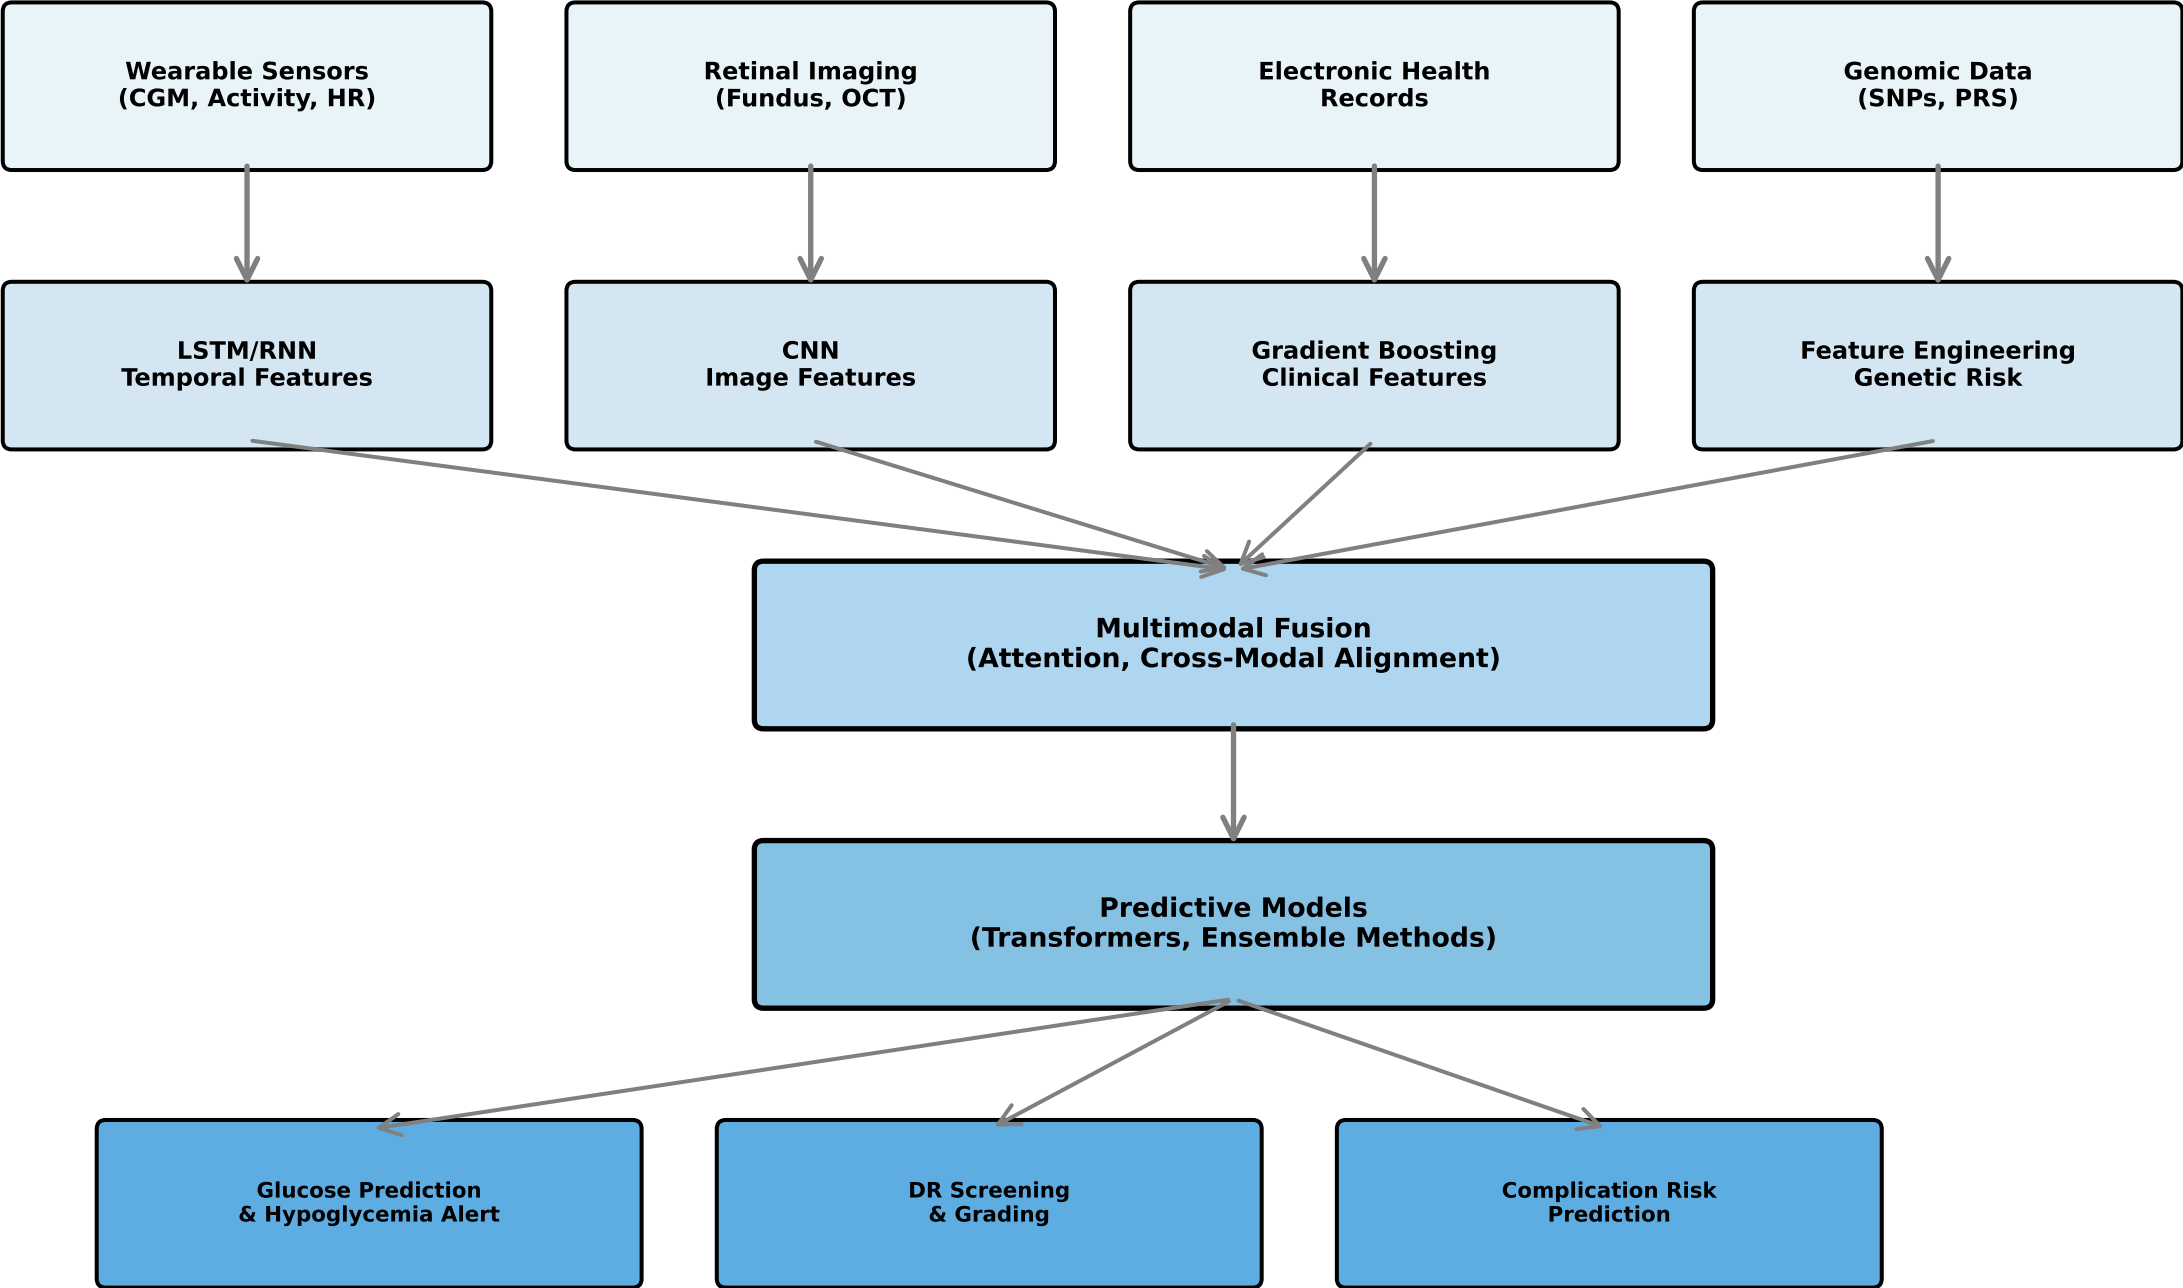 Wearable Sensors
(CGM, Activity, HR)
Retinal Imaging
(Fundus, OCT)
Electronic Health
Records
Genomic Data
(SNPs, PRS)
LSTM/RNN
Temporal Features
CNN
Image Features
Gradient Boosting
Clinical Features
Feature Engineering
Genetic Risk
Multimodal Fusion
(Attention, Cross-Modal Alignment)
Predictive Models
(Transformers, Ensemble Methods)
Glucose Prediction
& Hypoglycemia Alert
DR Screening
& Grading
Complication Risk
Prediction